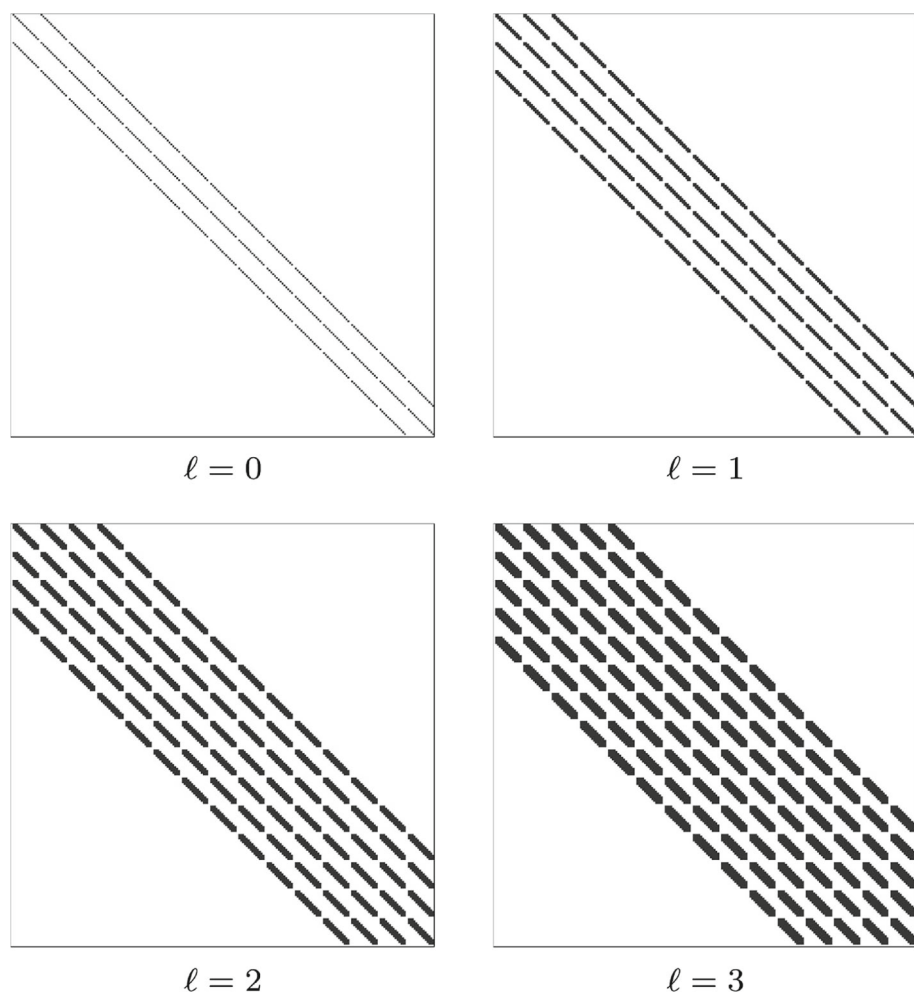 ℓ = 0
ℓ = 1
ℓ = 2
ℓ = 3